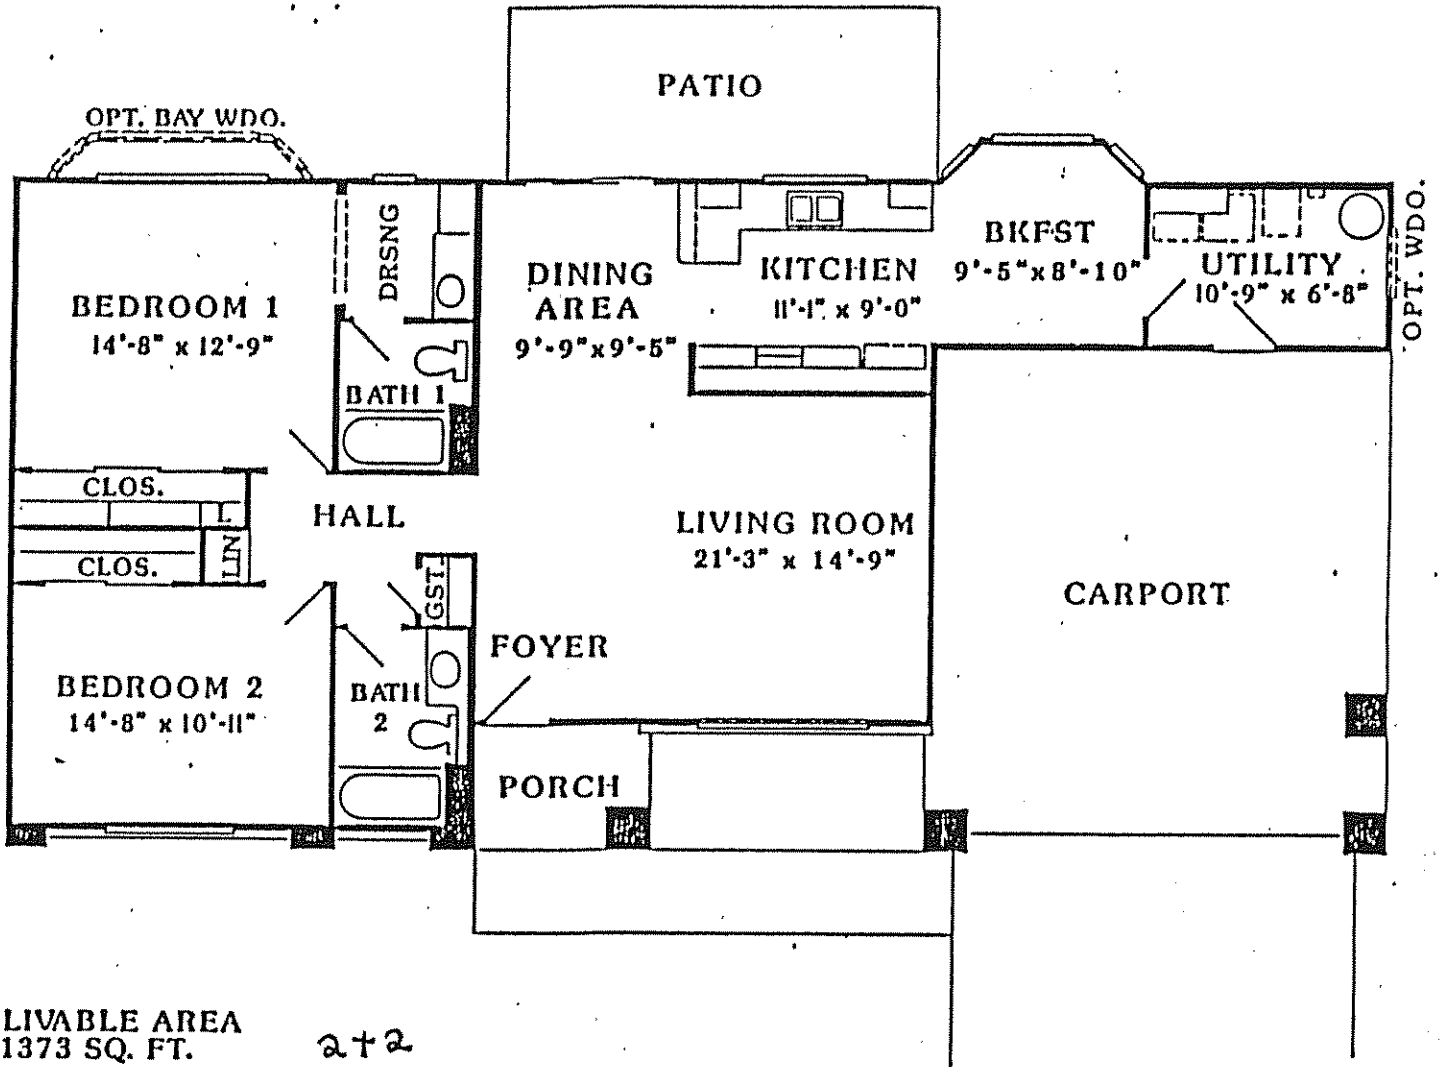 PATIO
OPT. BAY WDO.
DRSNG
BEDROOM 1
14'-8" x 12'-9"
DINING
AREA
9'-9" x 9'-5"
KITCHEN
11'-1" x 9'-0"
BKFST
9'-5" x 8'-10"
UTILITY
10'-9" x 6'-8"
OPT. WDO.
BATH 1
CLOS.
L
HALL
LIN
CLOS.
LIVING ROOM
21'-3" x 14'-9"
CARPORT
GST.
FOYER
BEDROOM 2
14'-8" x 10'-11"
BATH
2
PORCH
LIVABLE AREA
1373 SQ. FT.
2+2